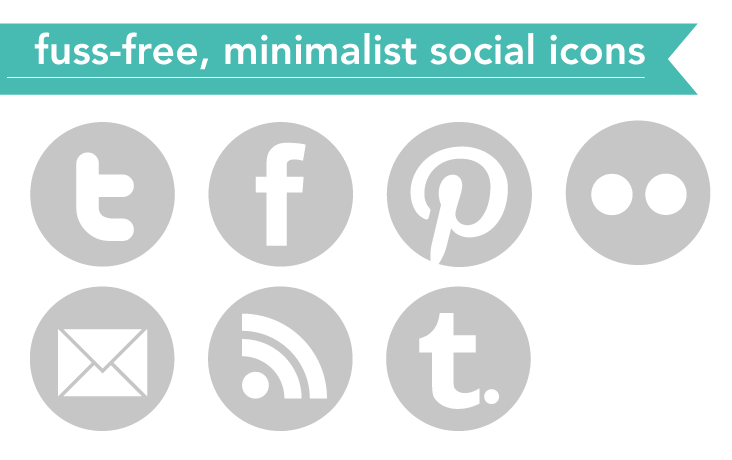 fuss-free, minimalist social icons
t f p
t.